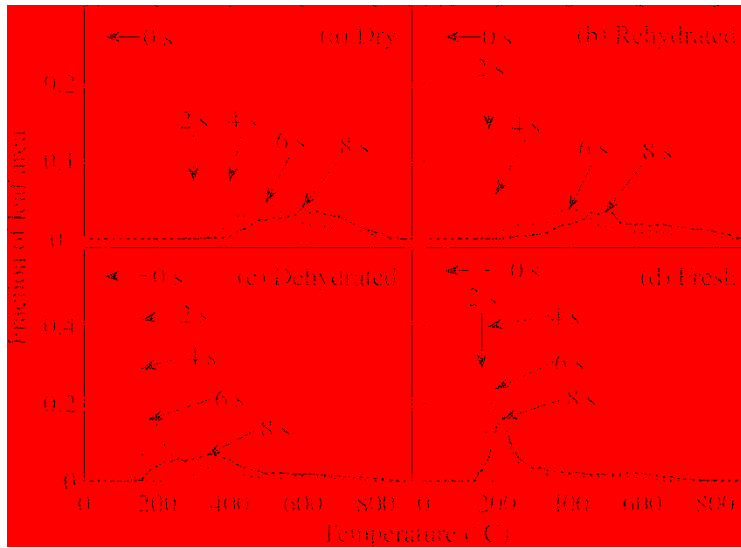 0 s (a) Dry
0 s (b) Rehydrated
2 s
0.2
2 s 4 s
4 s
6 s 8 s
6 s 8 s
0.1
0
0 s (c) Dehydrated
0 s (d) Fresh
2 s
2 s
4 s
0.4
4 s
6 s
6 s
8 s
0.2
8 s
0
0 200 400 600 800 0 200 400 600 800
Temperature (°C)
Fraction of leaf area